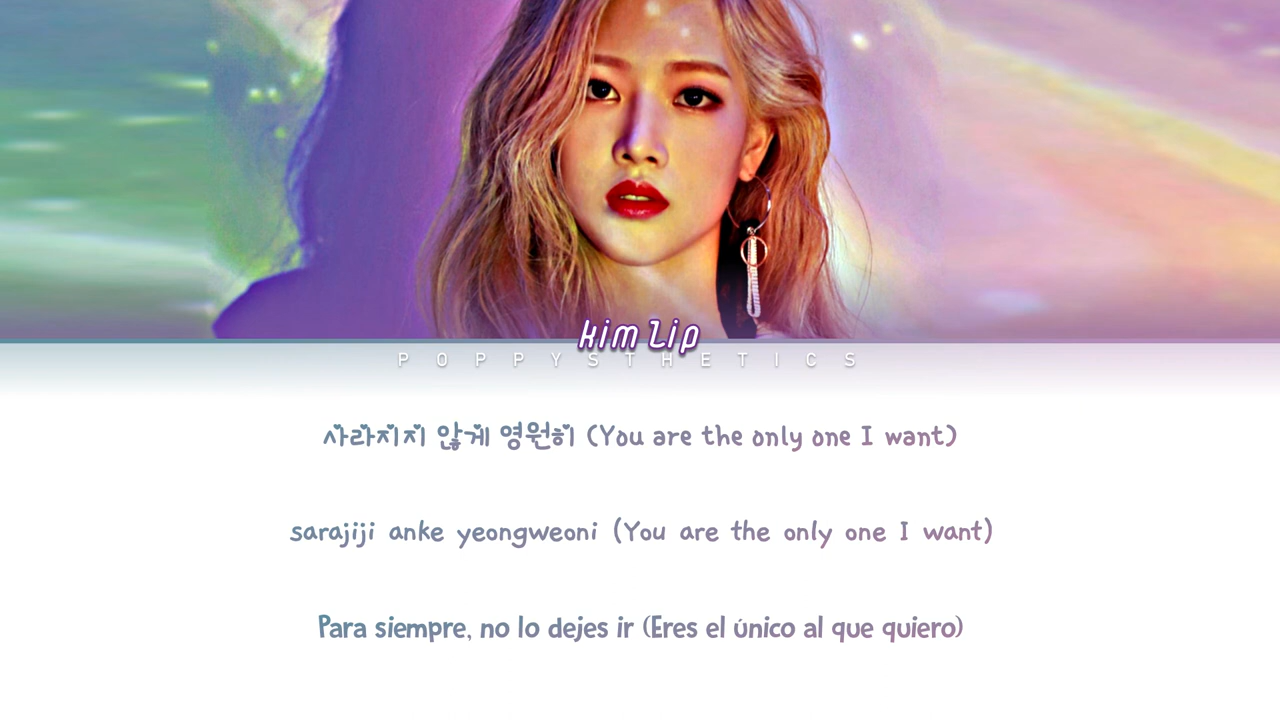 kim lip
POPPYSTHETICS
사라지지 않게 영원히 (You are the only one I want)
sarajiji anke yeongweoni (You are the only one I want)
Para siempre, no lo dejes ir (Eres el único al que quiero)